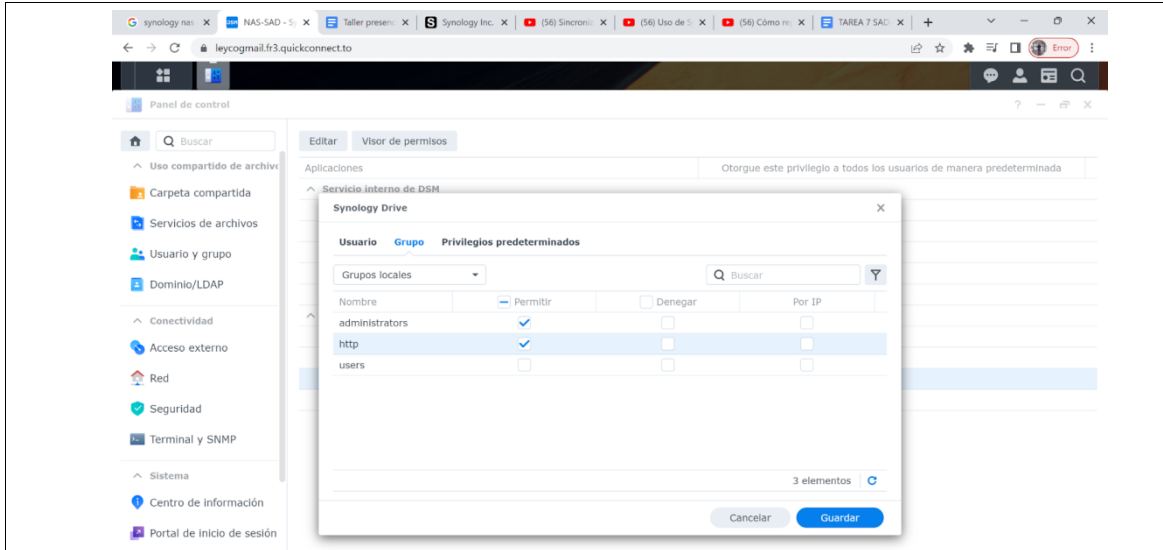 synology nas
NAS-SAD - Sy
Taller presenc
Synology Inc.
(56) Sincroniz
(56) Uso de S
(56) Cómo re
TAREA 7 SAD
leycogmail.fr3.quickconnect.to
Error
Panel de control
Buscar
Editar
Visor de permisos
Uso compartido de archivo
Aplicaciones
Otorgue este privilegio a todos los usuarios de manera predeterminada
Servicio interno de DSM
Carpeta compartida
Servicios de archivos
Usuario y grupo
Dominio/LDAP
Conectividad
Acceso externo
Red
Seguridad
Terminal y SNMP
Sistema
Centro de información
Portal de inicio de sesión
Synology Drive
Usuario Grupo Privilegios predeterminados
Grupos locales
Buscar
Nombre Permitir Denegar Por IP
administrators
http
users
3 elementos
Cancelar Guardar